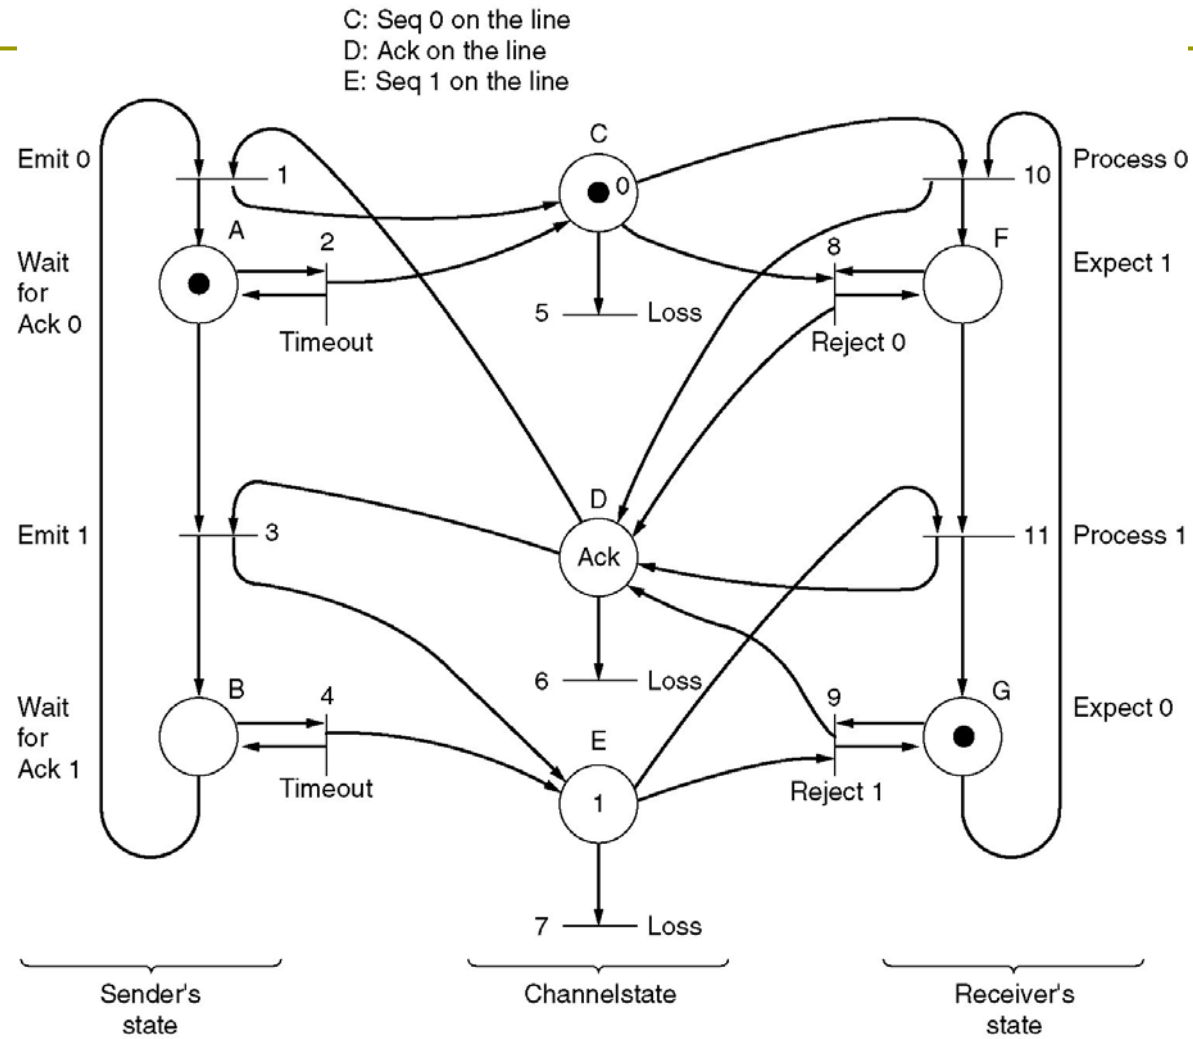 C: Seq 0 on the line
D: Ack on the line
E: Seq 1 on the line
C
Emit 0
1
0
10
Process 0
A
2
8
F
Wait
for
Ack 0
Expect 1
5
Loss
Timeout
Reject 0
D
Emit 1
3
Ack
11
Process 1
6
Loss
B
4
9
G
Wait
for
Ack 1
Expect 0
E
Timeout
1
Reject 1
7
Loss
Sender's
state
Channelstate
Receiver's
state